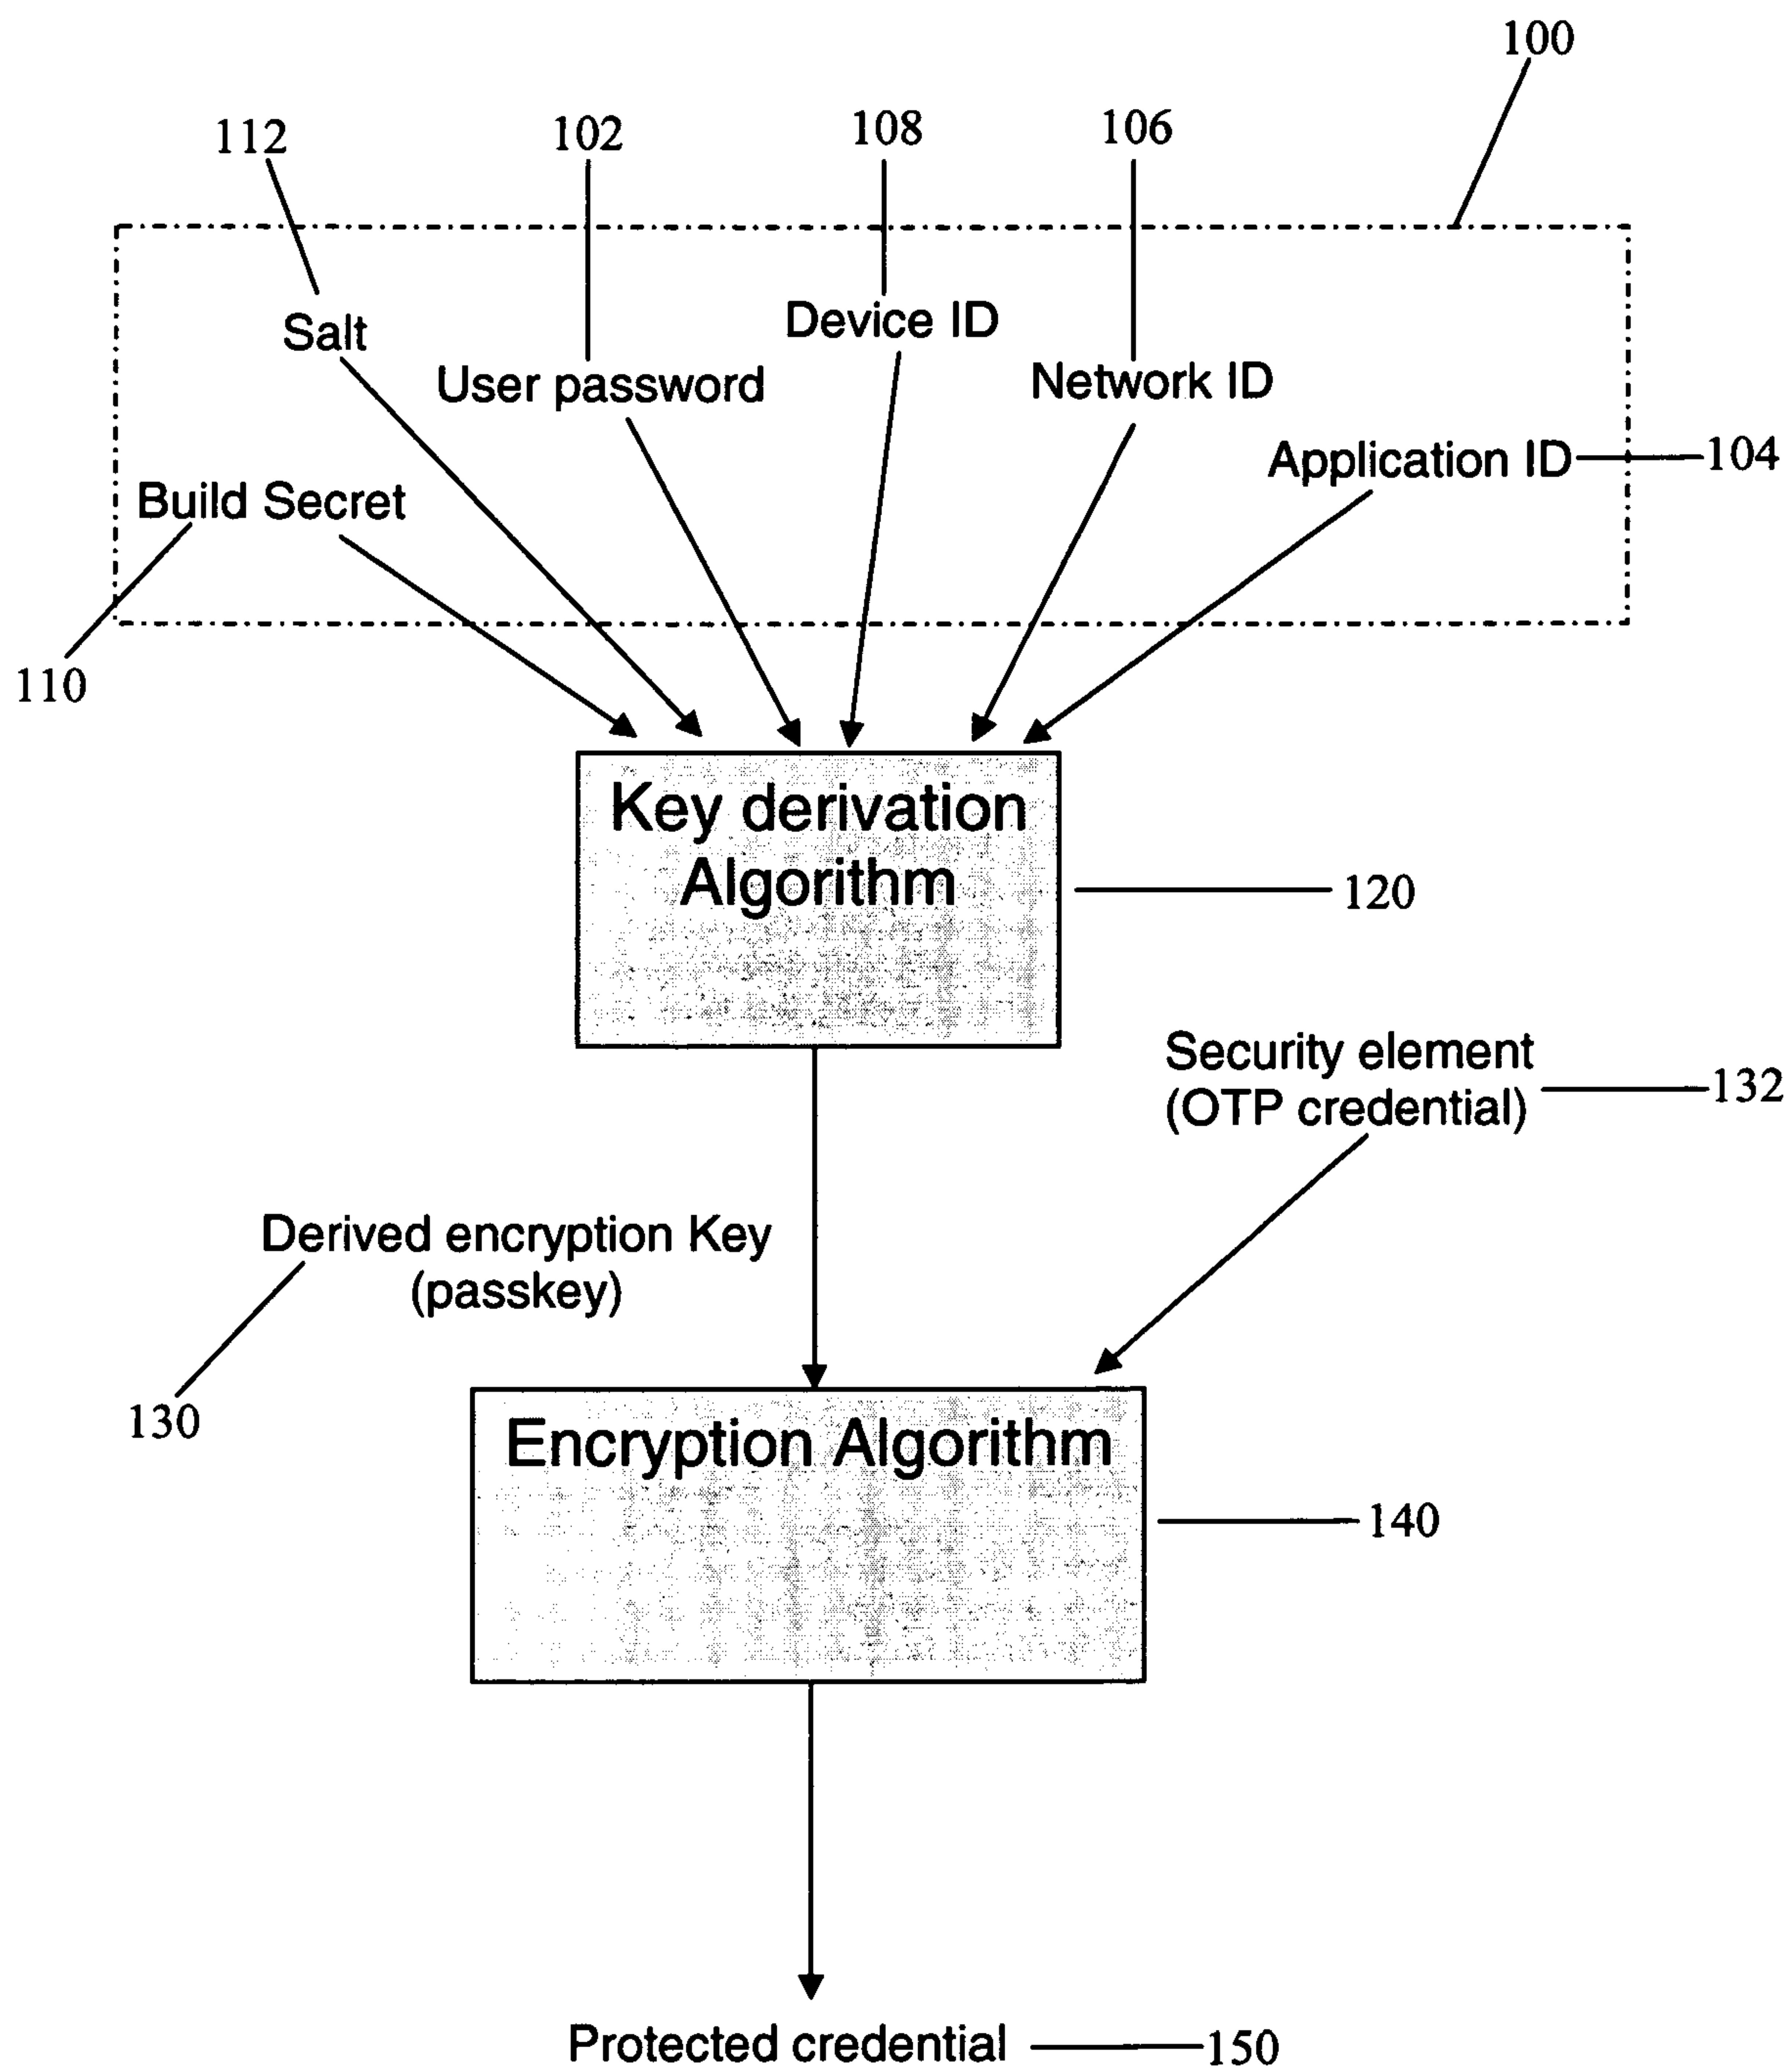 100
112
102
108
106
Salt
Device ID
User password
Network ID
Application ID
104
Build Secret
110
Key derivation
Algorithm
120
Security element
(OTP credential)
132
Derived encryption Key
(passkey)
130
Encryption Algorithm
140
Protected credential
150